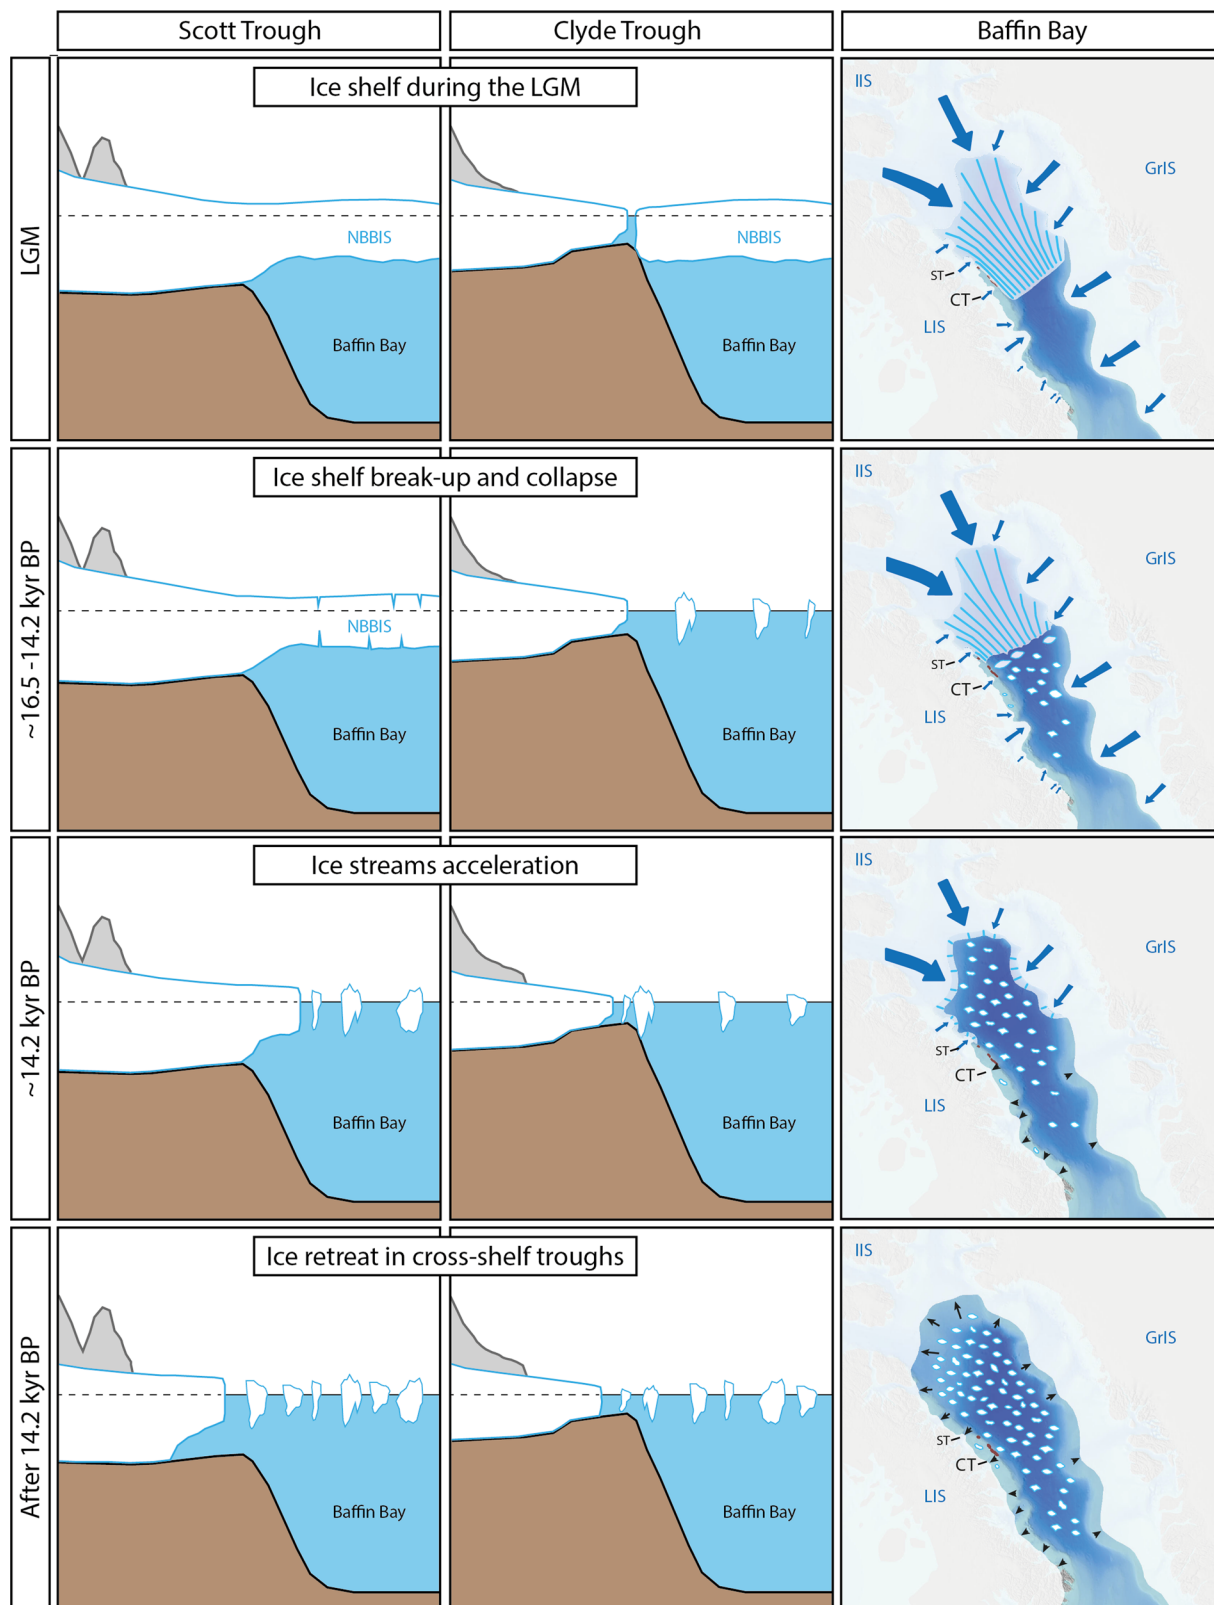 Scott Trough
Clyde Trough
Baffin Bay
LGM
Ice shelf during the LGM
NBBIS
Baffin Bay
NBBIS
Baffin Bay
IIS
GrIS
ST
CT
LIS
~16.5 -14.2 kyr BP
Ice shelf break-up and collapse
NBBIS
Baffin Bay
Baffin Bay
IIS
GrIS
ST
CT
LIS
~14.2 kyr BP
Ice streams acceleration
Baffin Bay
Baffin Bay
IIS
GrIS
ST
CT
LIS
After 14.2 kyr BP
Ice retreat in cross-shelf troughs
Baffin Bay
Baffin Bay
IIS
GrIS
ST
CT
LIS